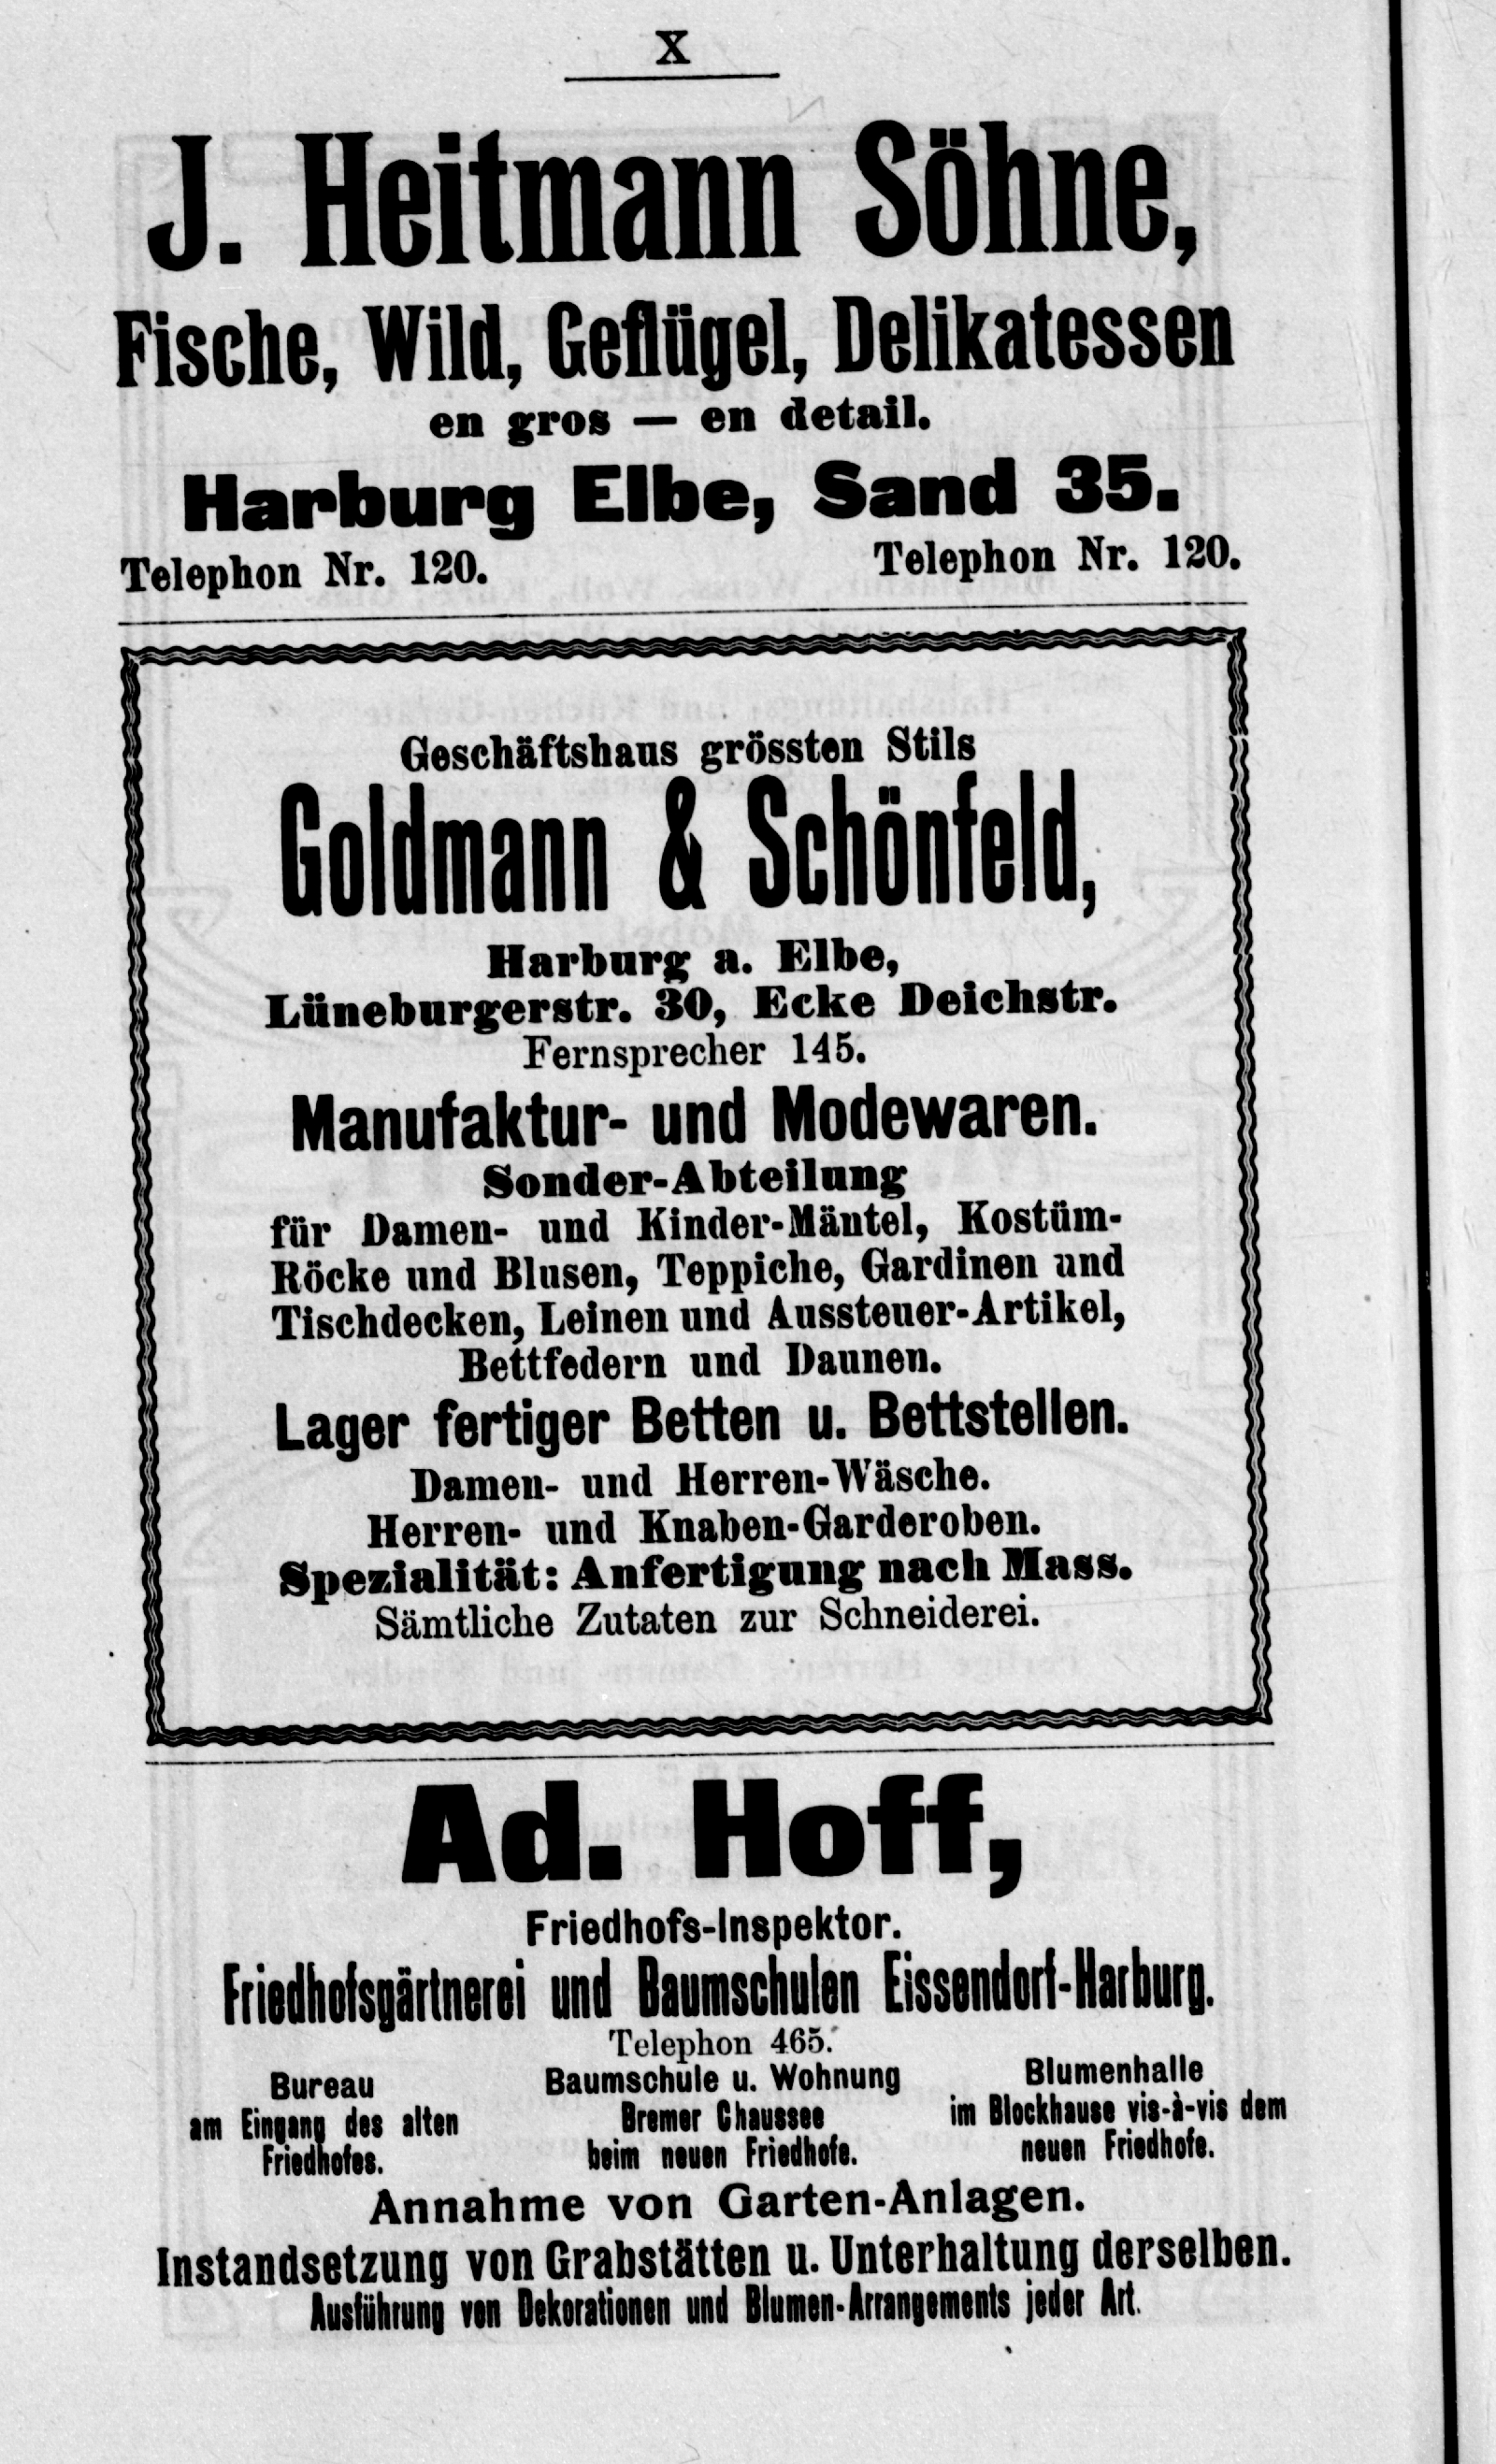 X
J. Heitmann Söhne,
Fische, Wild, Geflügel, Delikatessen
en gros — en detail.
Harburg Elbe, Sand 35.
Telephon Nr. 120. Telephon Nr. 120.
Geschäftshaus grössten Stils
Goldmann & Schönfeld,
Harburg a. Elbe,
Lüneburgerstr. 30, Ecke Deichstr.
Fernsprecher 145.
Manufaktur- und Modewaren.
Sonder-Abteilung
für Damen- und Kinder-Mäntel, Kostüm-
Röcke und Blusen, Teppiche, Gardinen und
Tischdecken, Leinen und Aussteuer-Artikel,
Bettfedern und Daunen.
Lager fertiger Betten u. Bettstellen.
Damen- und Herren-Wäsche.
Herren- und Knaben-Garderoben.
Spezialität: Anfertigung nach Mass.
Sämtliche Zutaten zur Schneiderei.
Ad. Hoff,
Friedhofs-Inspektor.
Friedhofsgärtnerei und Baumschulen Eissendorf-Harburg.
Telephon 465.
Bureau
am Eingang des alten
Friedhofes.
Baumschule u. Wohnung
Bremer Chaussee
beim neuen Friedhofe.
Blumenhalle
im Blockhause vis-à-vis dem
neuen Friedhofe.
Annahme von Garten-Anlagen.
Instandsetzung von Grabstätten u. Unterhaltung derselben.
Ausführung von Dekorationen und Blumen-Arrangements jeder Art.